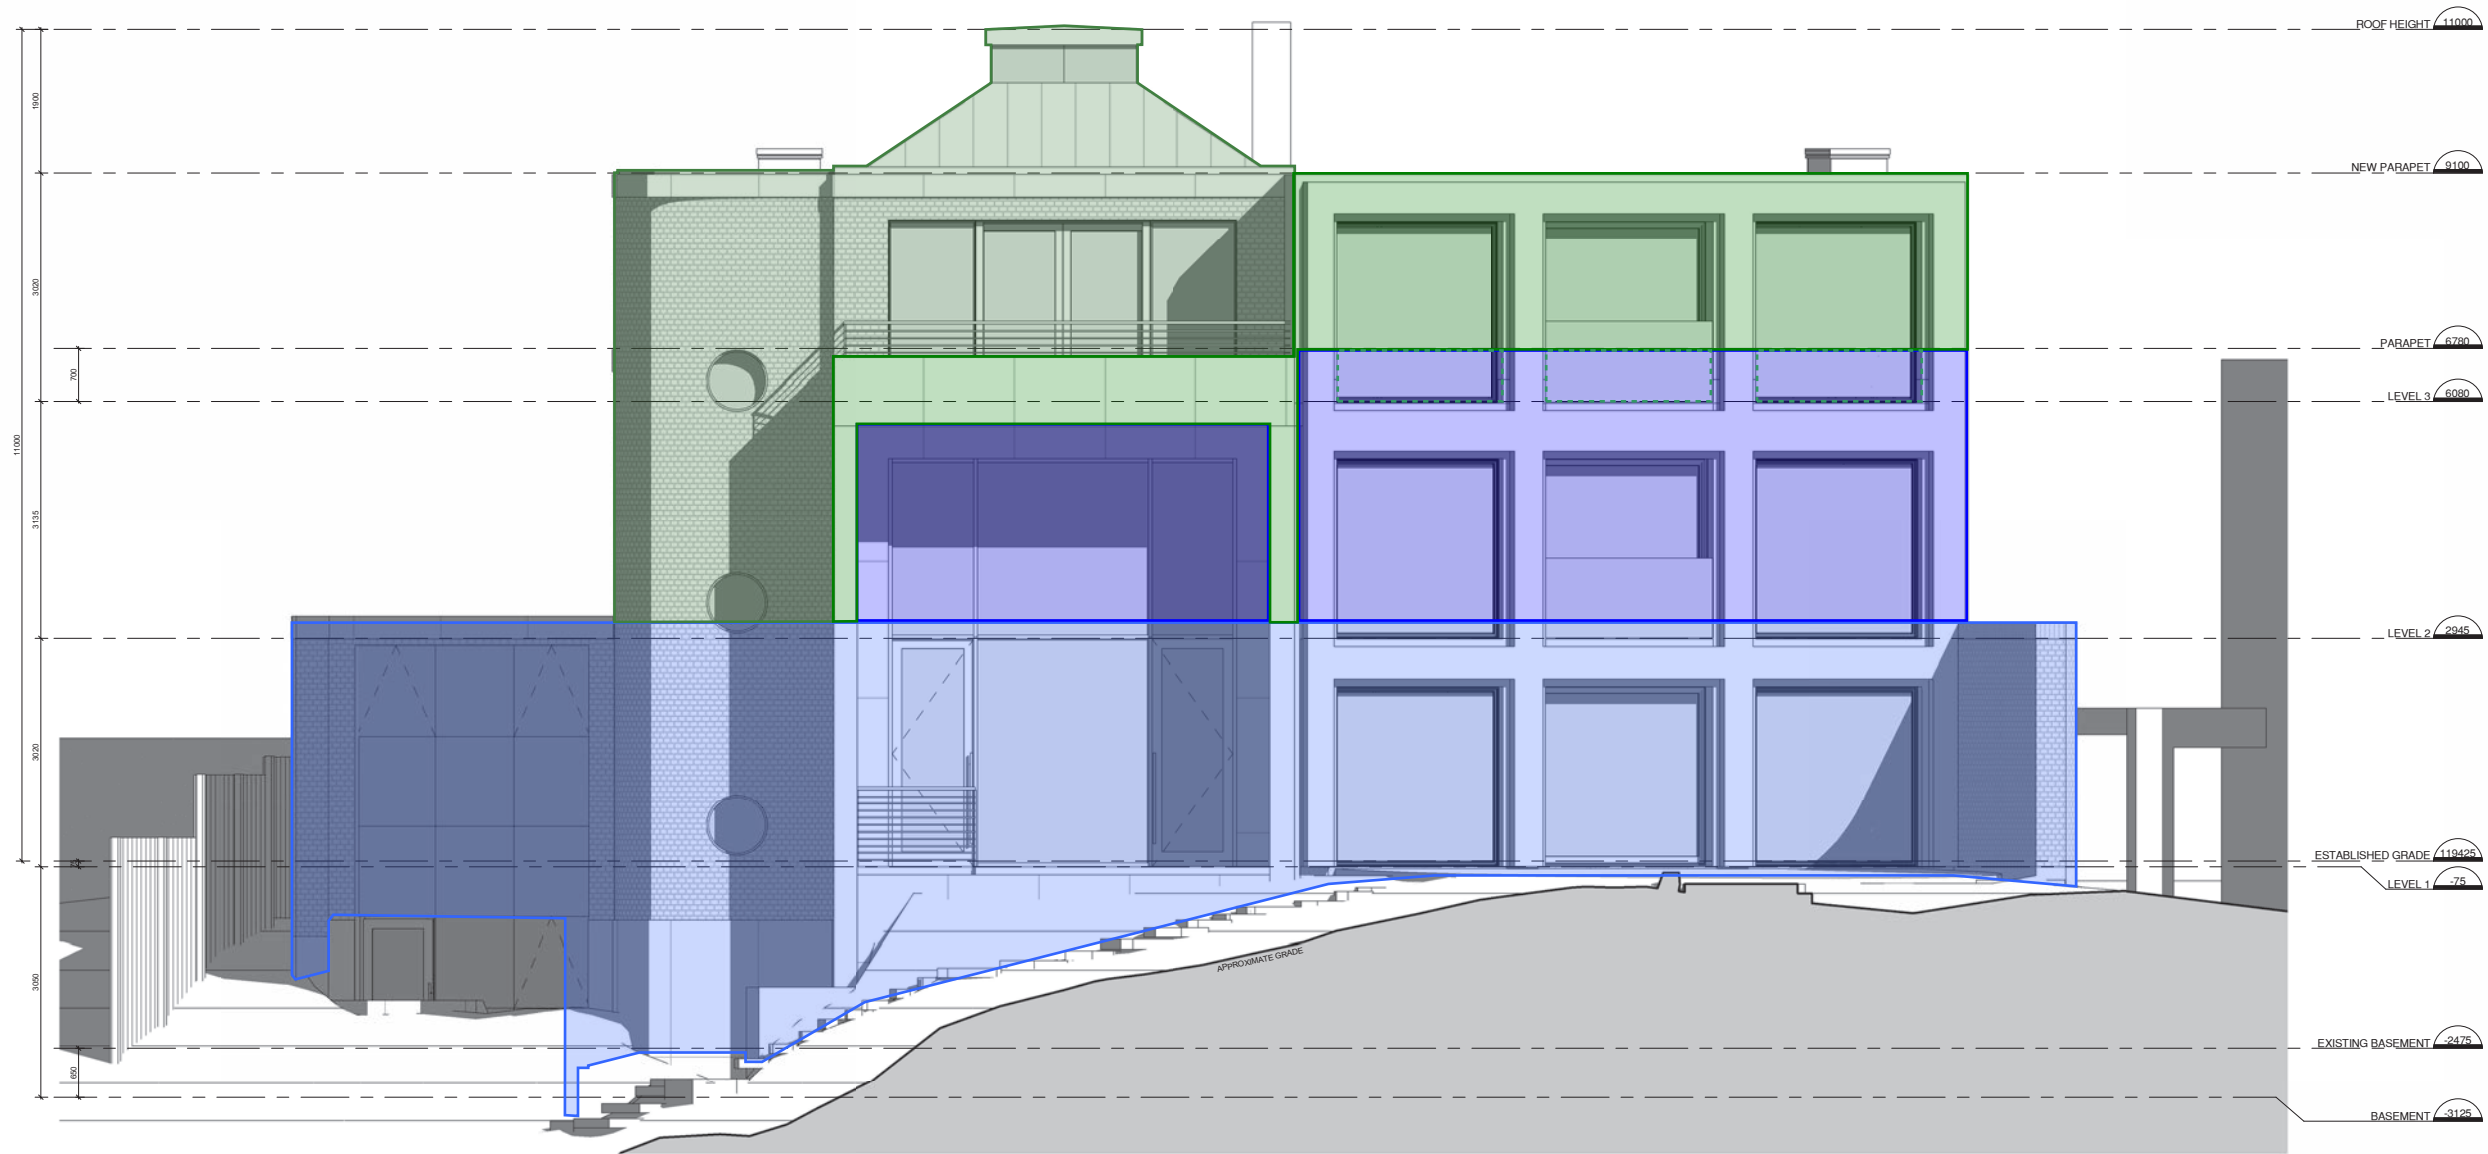 ROOF HEIGHT 11000
1900
NEW PARAPET 9100
3020
PARAPET 6780
700
LEVEL 3 6080
11000
3135
LEVEL 2 2945
3020
ESTABLISHED GRADE 119425
75
LEVEL 1 -75
APPROXIMATE GRADE
3050
EXISTING BASEMENT -2475
650
BASEMENT -3125